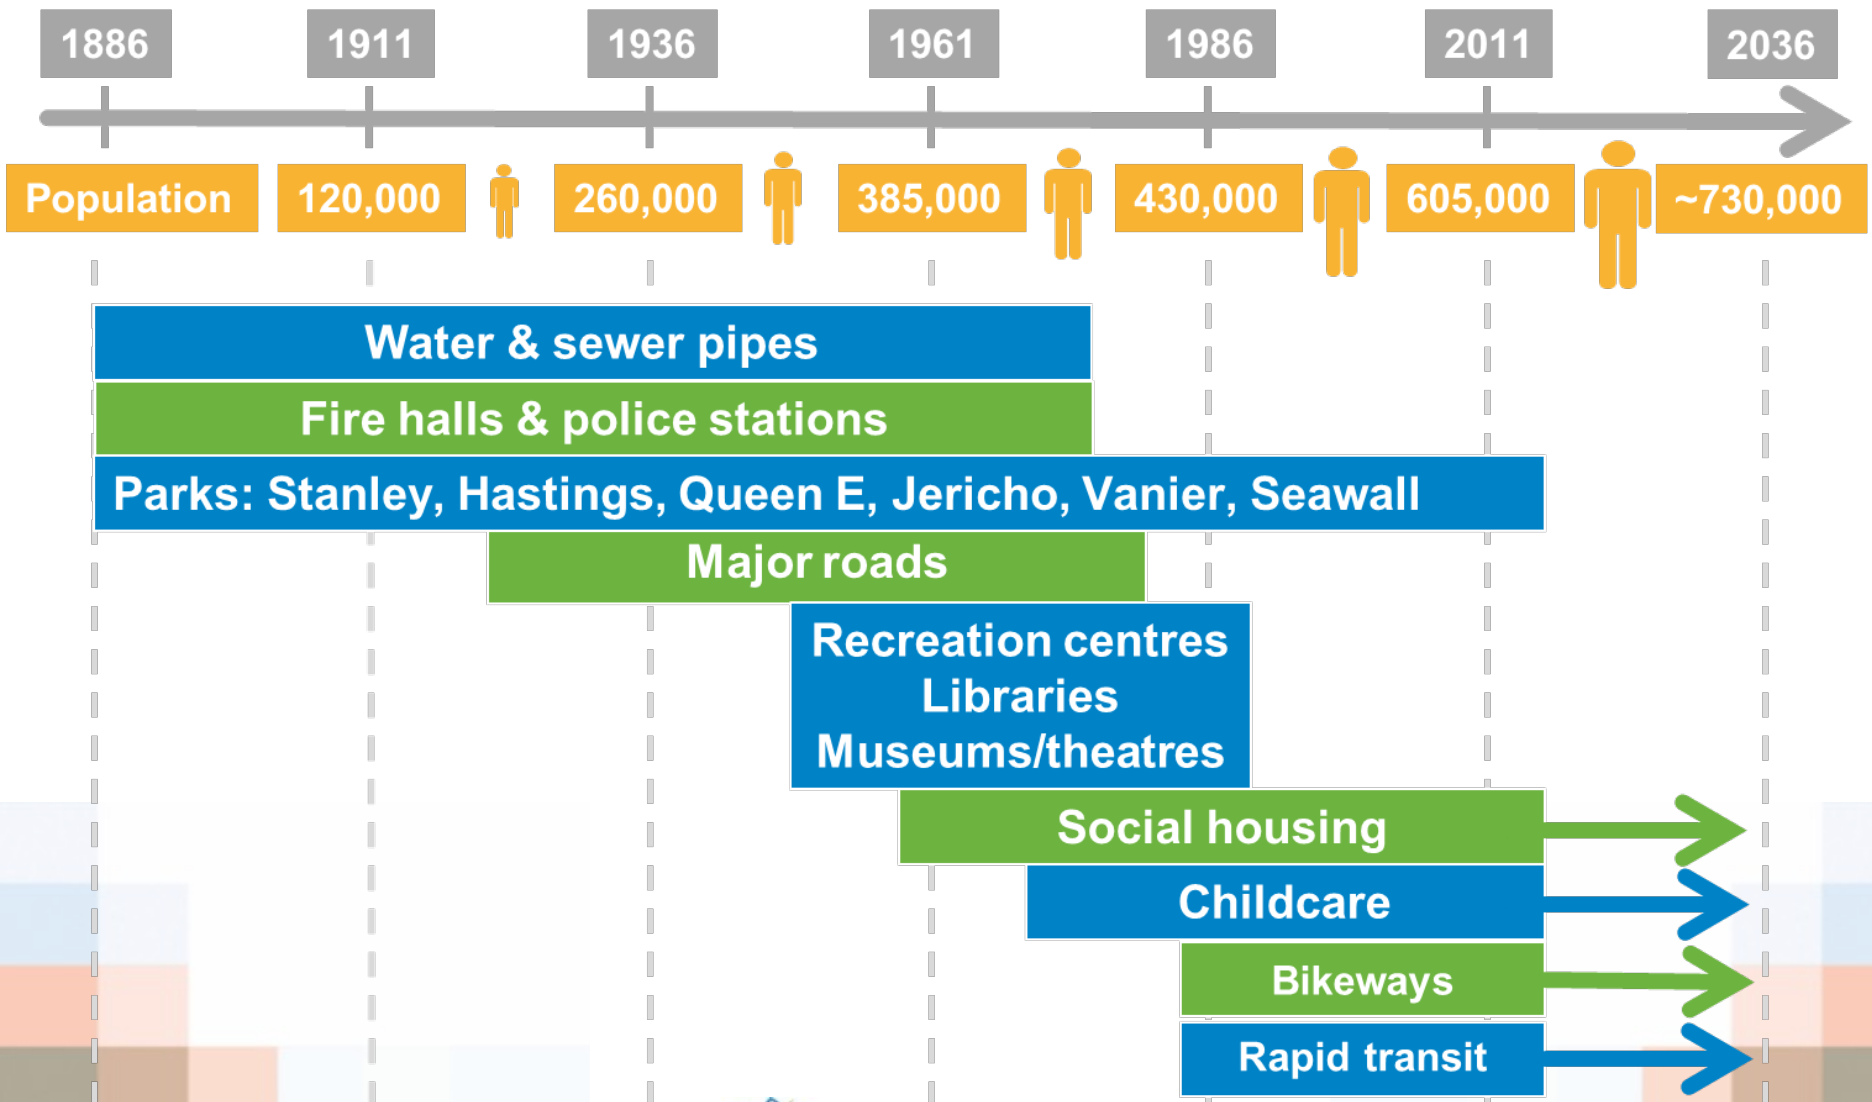 1886 1911 1936 1961 1986 2011 2036
Population 120,000 260,000 385,000 430,000 605,000 ~730,000
Water & sewer pipes
Fire halls & police stations
Parks: Stanley, Hastings, Queen E, Jericho, Vanier, Seawall
Major roads
Recreation centres
Libraries
Museums/theatres
Social housing
Childcare
Bikeways
Rapid transit